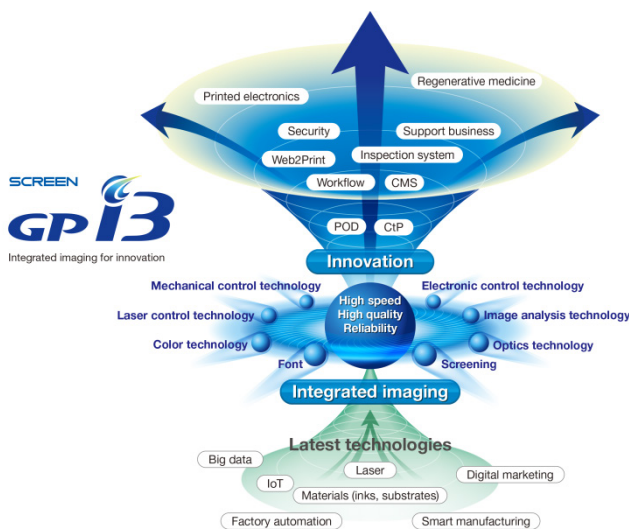 Regenerative medicine
Printed electronics
Security
Support business
Web2Print
Inspection system
Workflow
CMS
POD
CtP
SCREEN
GP i3
Integrated imaging for innovation
Innovation
Mechanical control technology
Electronic control technology
High speed
High quality
Reliability
Laser control technology
Image analysis technology
Color technology
Optics technology
Font
Screening
Integrated imaging
Latest technologies
Big data
Laser
Digital marketing
IoT
Materials (inks, substrates)
Factory automation
Smart manufacturing